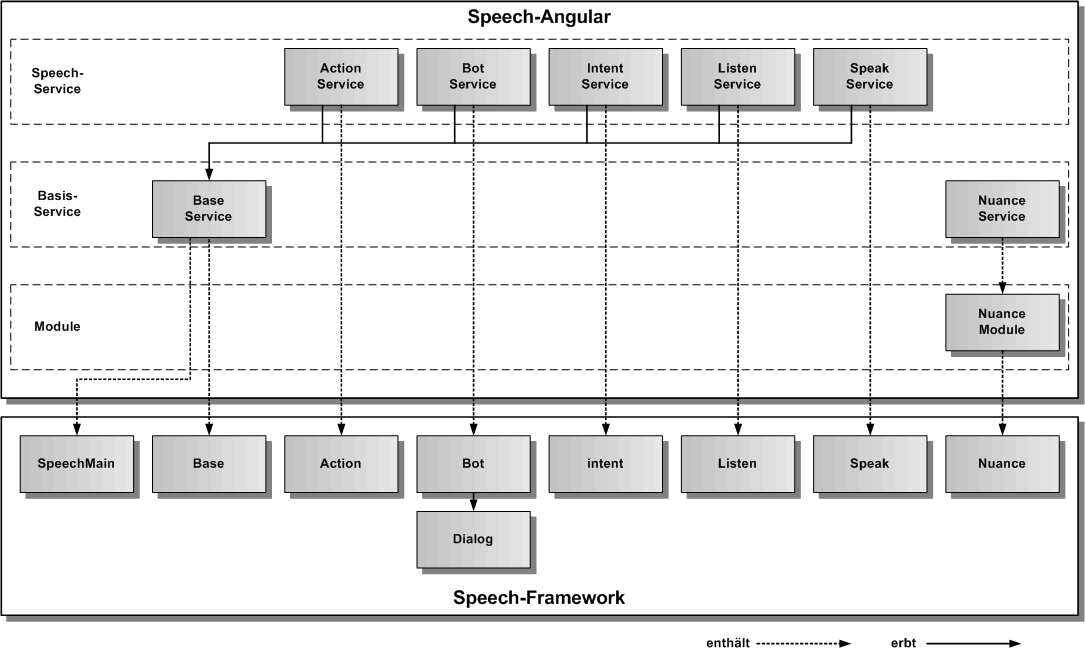 Speech-Angular
Speech-
Service
Action
Service
Bot
Service
Intent
Service
Listen
Service
Speak
Service
Basis-
Service
Base
Service
Nuance
Service
Module
Nuance
Module
SpeechMain
Base
Action
Bot
intent
Listen
Speak
Nuance
Dialog
Speech-Framework
enthält
erbt